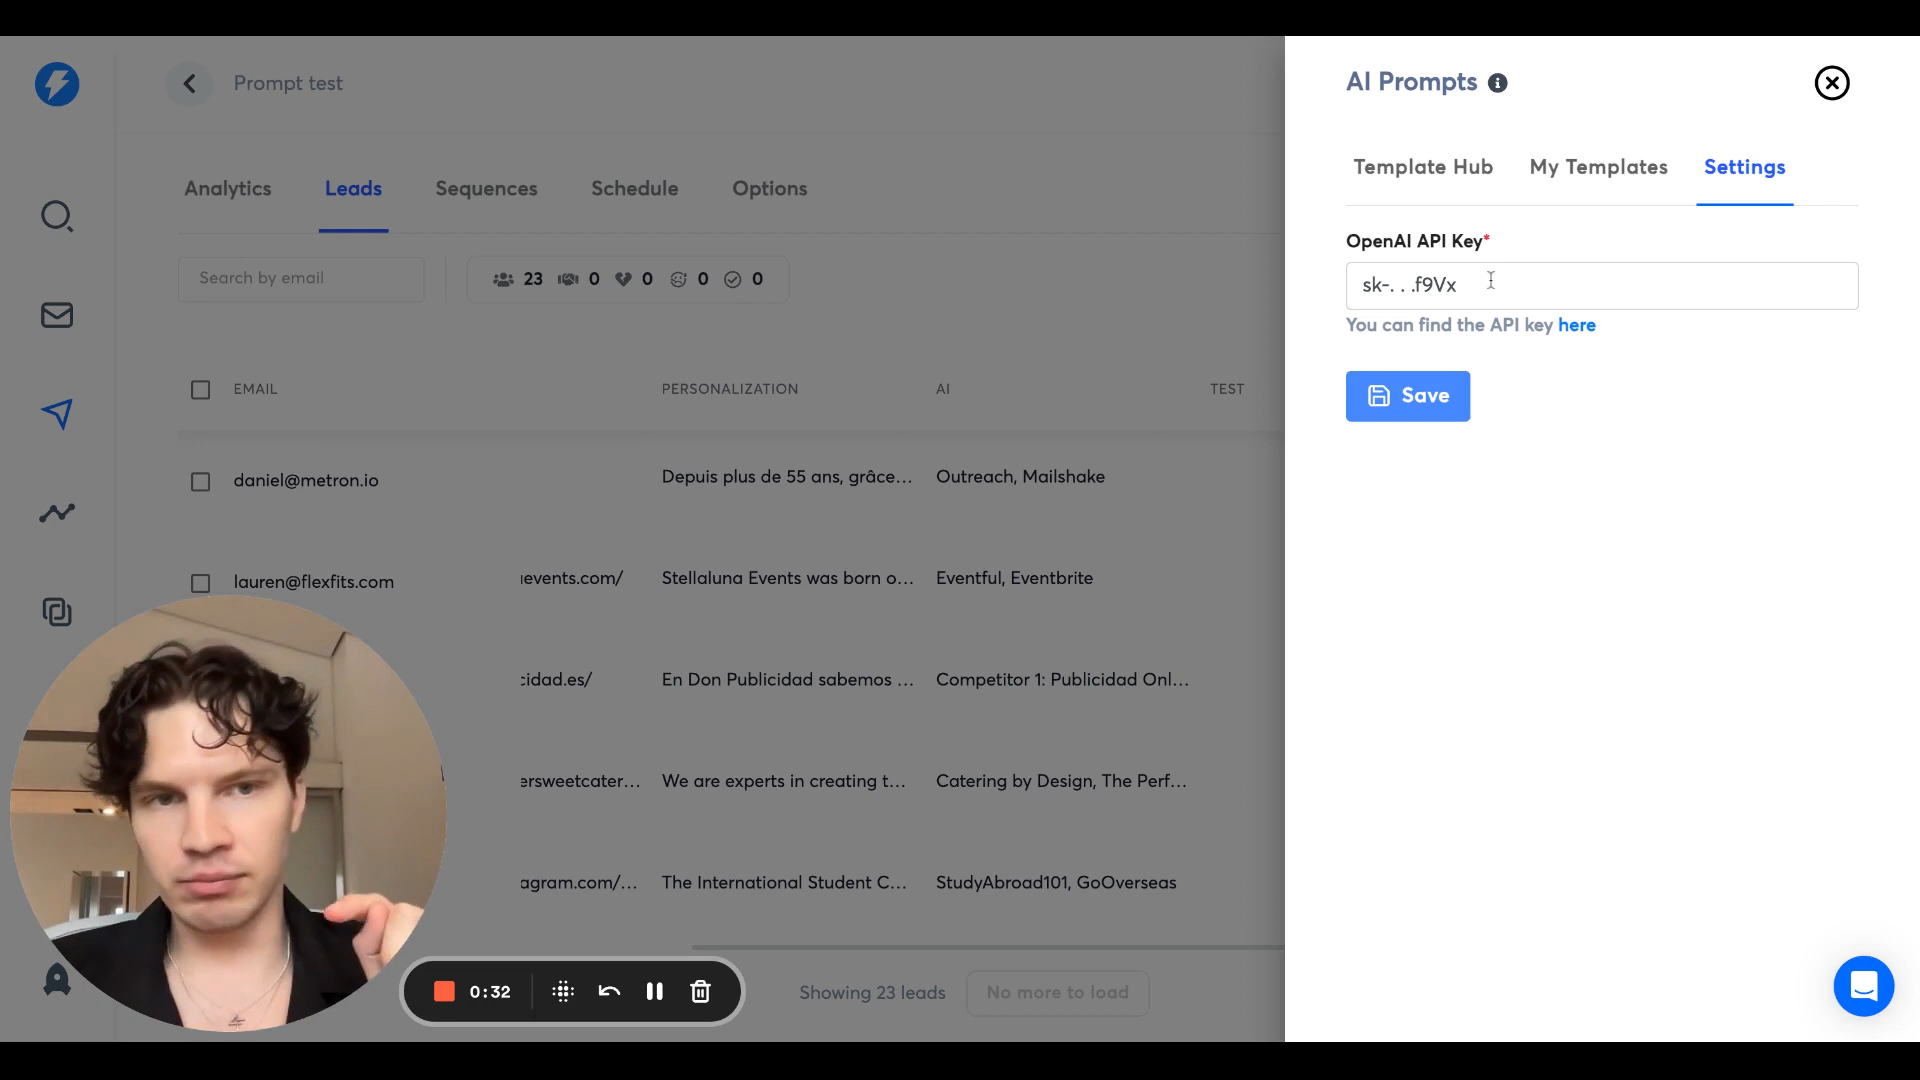 Prompt test
AI Prompts
Template Hub My Templates Settings
Analytics Leads Sequences Schedule Options
OpenAI API Key*
sk-. . .f9Vx
You can find the API key here
Save
Search by email
23 0 0 0 0
EMAIL PERSONALIZATION AI TEST
daniel@metron.io Depuis plus de 55 ans, grâce... Outreach, Mailshake
lauren@flexfits.com events.com/ Stellaluna Events was born o... Eventful, Eventbrite
cidad.es/ En Don Publicidad sabemos ... Competitor 1: Publicidad Onl...
ersweetcater... We are experts in creating t... Catering by Design, The Perf...
agram.com/... The International Student C... StudyAbroad101, GoOverseas
0:32
Showing 23 leads No more to load